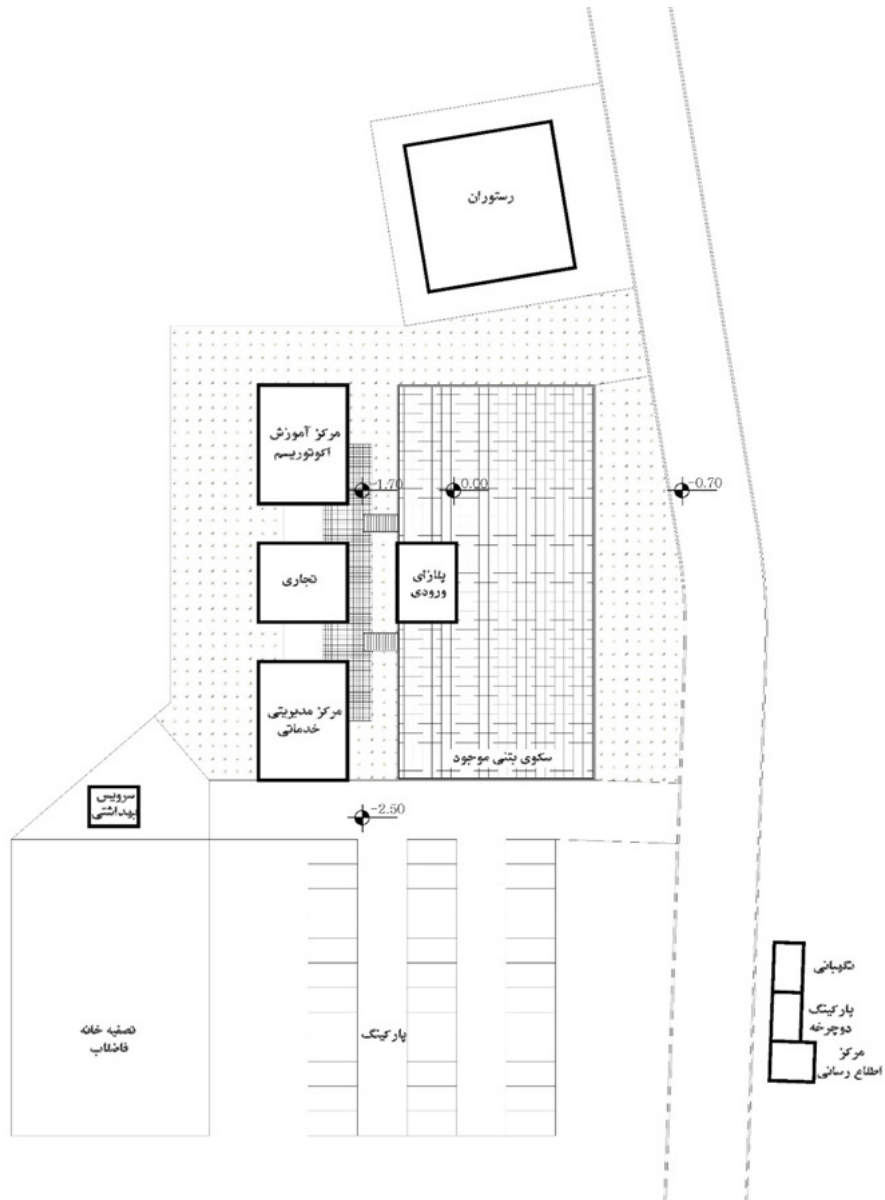 رستوران
مرکز آموزش
اکوتوریسم
-1.70
0.00
-0.70
تجاری
پلازای
ورودی
مرکز مدیریتی
خدماتی
سکوی بتنی موجود
سرویس
بهداشتی
-2.50
نگهبانی
پارکینگ
دوچرخه
مرکز
اطلاع رسانی
پارکینگ
تصفیه خانه
فاضلاب